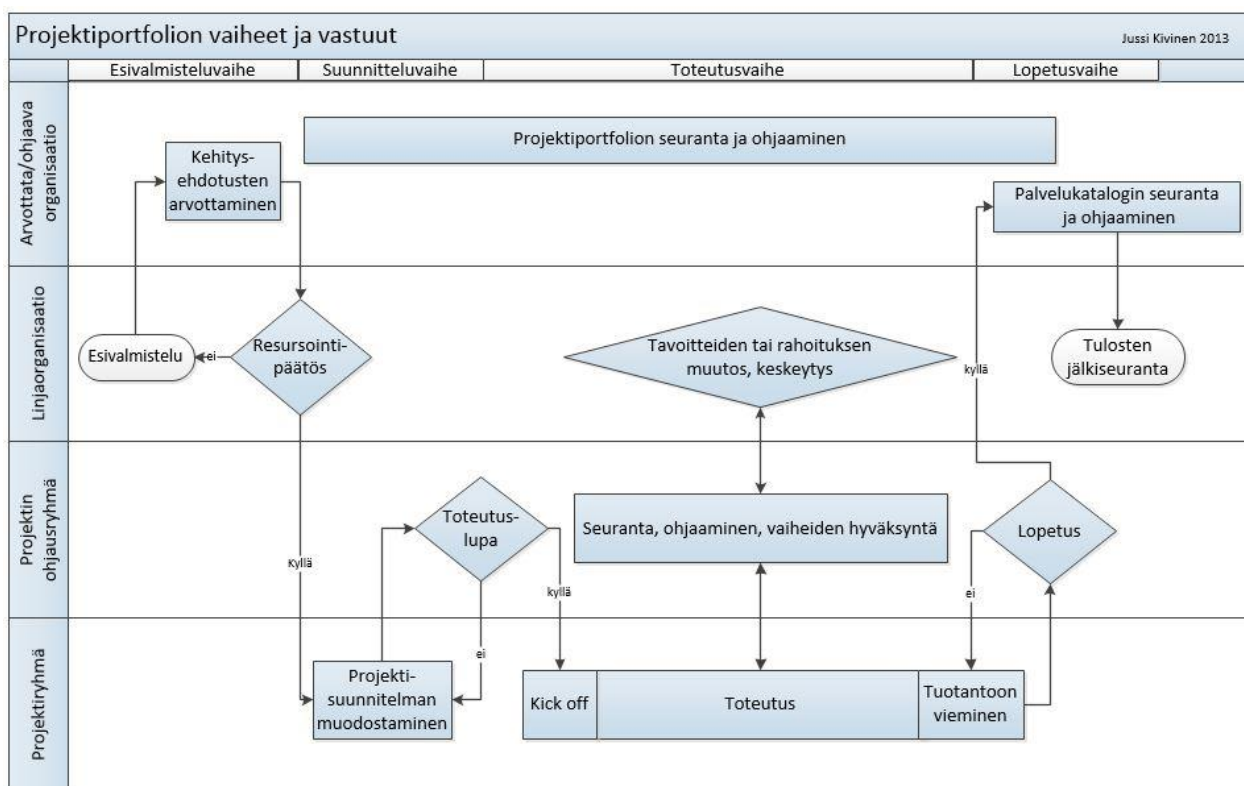 Projektiportfolion vaiheet ja vastuut
Jussi Kivinen 2013
Esivalmisteluvaihe
Suunnitteluvaihe
Toteutusvaihe
Lopetusvaihe
Arvottata/ohjaava
organisaatio
Kehitys-
ehdotusten
arvottaminen
Projektiportfolion seuranta ja ohjaaminen
Palvelukatalogin seuranta
ja ohjaaminen
Linjaorganisaatio
Esivalmistelu
ei
Resursointi-
päätös
Tavoitteiden tai rahoituksen
muutos, keskeytys
kyllä
Tulosten
jälkiseuranta
Projektin
ohjausryhmä
Kyllä
Toteutus-
lupa
kyllä
ei
Seuranta, ohjaaminen, vaiheiden hyväksyntä
Lopetus
ei
Projektiryhmä
Projekti-
suunnitelman
muodostaminen
Kick off
Toteutus
Tuotantoon
vieminen